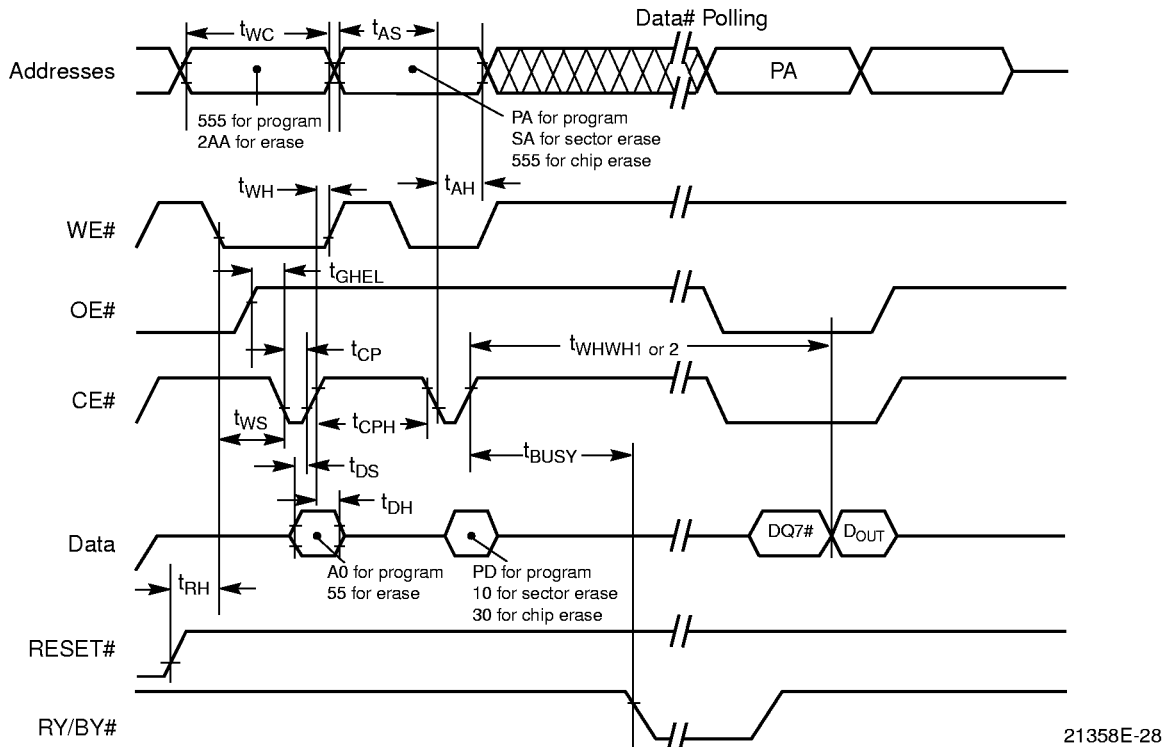 Data# Polling
tWC
tAS
Addresses
PA
555 for program
2AA for erase
PA for program
SA for sector erase
555 for chip erase
tWH
tAH
WE#
tGHEL
OE#
tWHWH1 or 2
tCP
CE#
tWS
tCPH
tBUSY
tDS
tDH
Data
DQ7#
DOUT
A0 for program
55 for erase
PD for program
10 for sector erase
30 for chip erase
tRH
RESET#
RY/BY#
21358E-28